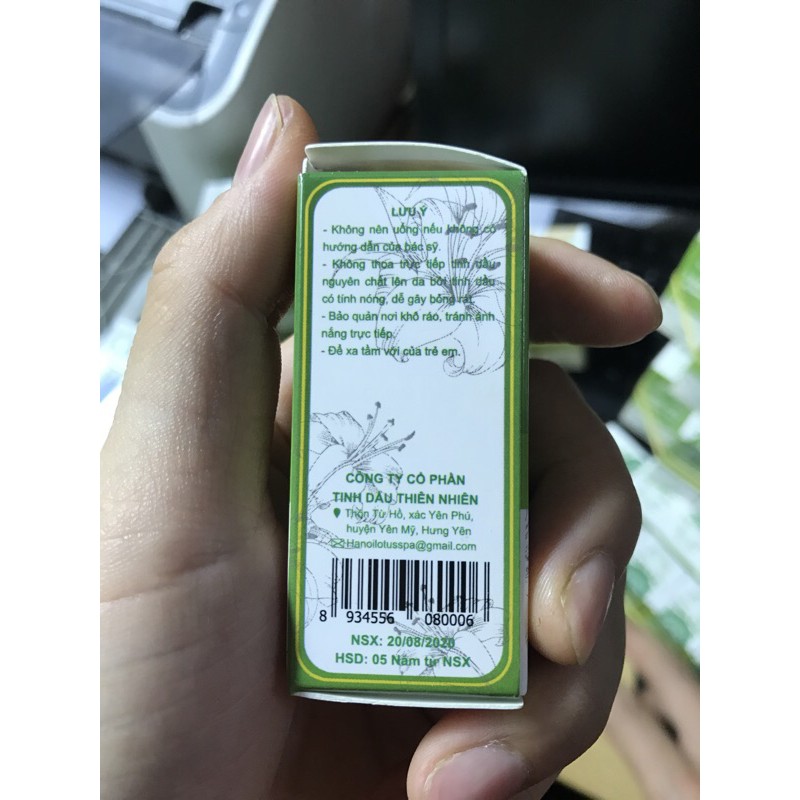 LƯU Ý
- Không nên uống nếu không có
hướng dẫn của bác sỹ.
- Không thoa trực tiếp tinh dầu
nguyên chất lên da bởi tinh dầu
có tính nóng, dễ gây bỏng rát.
- Bảo quản nơi khô ráo, tránh ánh
nắng trực tiếp.
- Để xa tầm với của trẻ em.
CÔNG TY CỔ PHẦN
TINH DẦU THIÊN NHIÊN
Thôn Từ Hồ, xác Yên Phú,
huyện Yên Mỹ, Hưng Yên
Hanoilotusspa@gmail.com
8 934556 080006
NSX: 20/08/2020
HSD: 05 Năm từ NSX